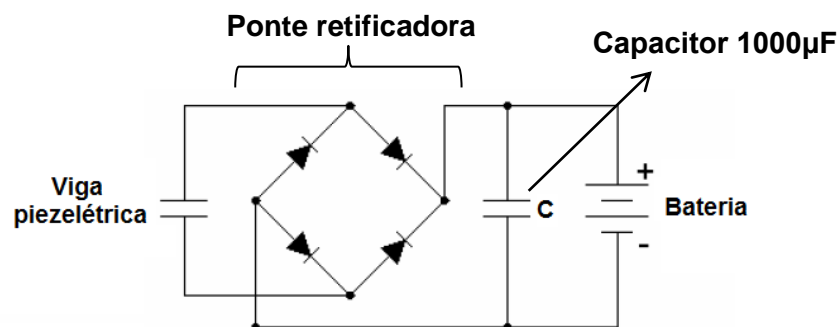 Ponte retificadora
Capacitor 1000µF
Viga
piezelétrica
C
+
Bateria
-